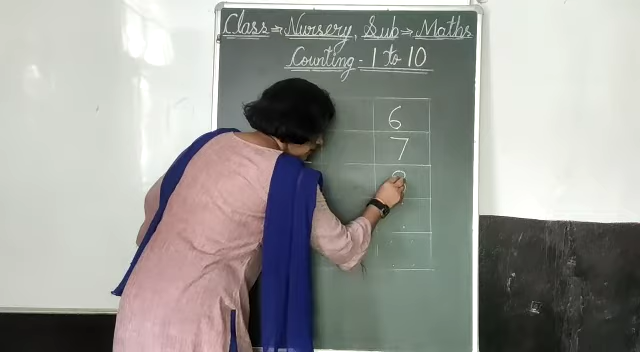 Class ⇒ Nursery, Sub ⇒ Maths
Counting - 1 to 10
6
7